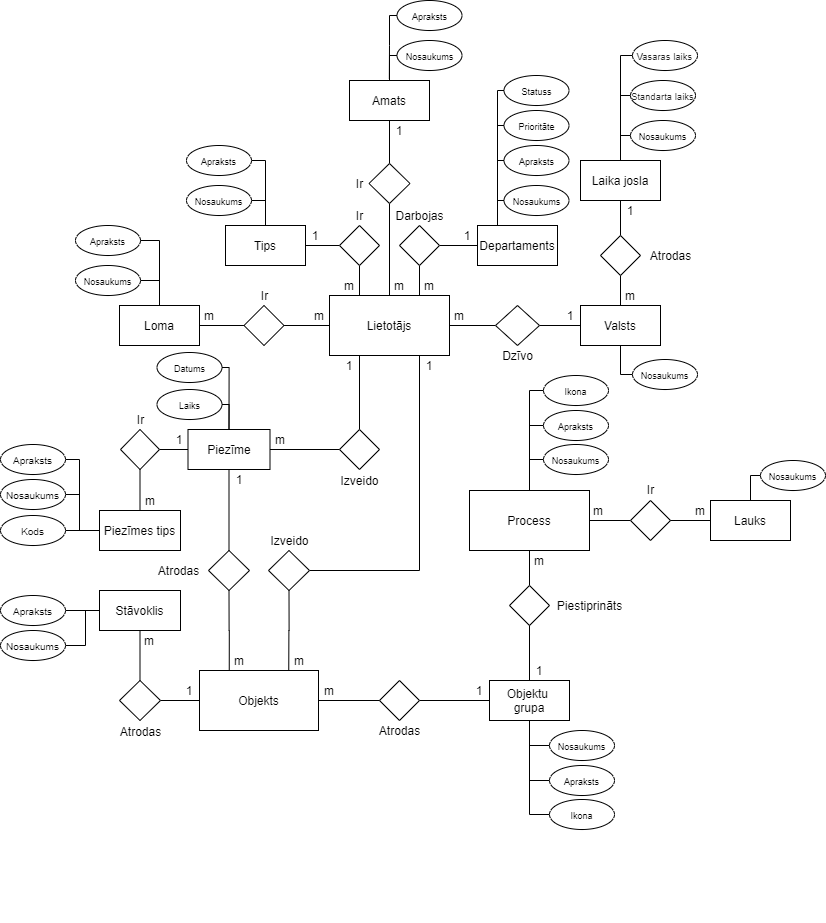 Apraksts
Nosaukums
Amats
1
Ir
Vasaras laiks
Standarta laiks
Nosaukums
Laika josla
1
Atrodas
m
Statuss
Prioritāte
Apraksts
Nosaukums
Departaments
Darbojas
1
m
Apraksts
Nosaukums
Tips
1
Ir
m
m
Apraksts
Nosaukums
Loma
m
Ir
m
Lietotājs
m
Dzīvo
1
Valsts
Nosaukums
1
1
Datums
Laiks
Piezīme
m
Izveido
Ir
1
m
1
Apraksts
Nosaukums
Kods
Piezīmes tips
Ikona
Apraksts
Nosaukums
Process
m
Ir
m
Lauks
Nosaukums
m
Piestiprināts
1
Izveido
Atrodas
m
m
Apraksts
Nosaukums
Stāvoklis
m
Atrodas
1
Objekts
m
Atrodas
1
Objektu
grupa
Nosaukums
Apraksts
Ikona